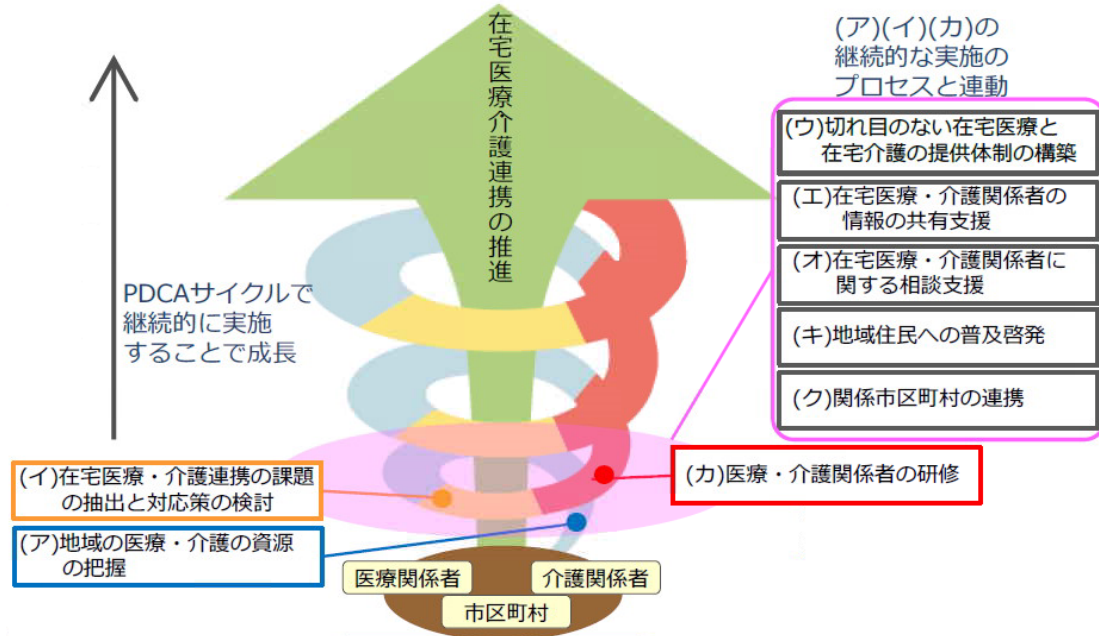 在宅医療介護連携の推進
(ア)(イ)(カ)の
継続的な実施の
プロセスと連動
(ウ)切れ目のない在宅医療と
在宅介護の提供体制の構築
(エ)在宅医療・介護関係者の
情報の共有支援
(オ)在宅医療・介護関係者に
関する相談支援
(キ)地域住民への普及啓発
(ク)関係市区町村の連携
PDCAサイクルで
継続的に実施
することで成長
(イ)在宅医療・介護連携の課題
の抽出と対応策の検討
(カ)医療・介護関係者の研修
(ア)地域の医療・介護の資源
の把握
医療関係者
介護関係者
市区町村